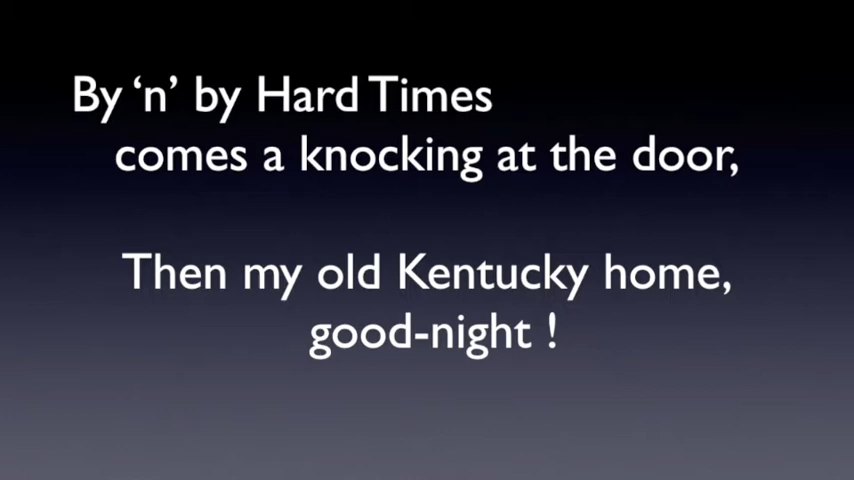 By ‘n’ by Hard Times
comes a knocking at the door,
Then my old Kentucky home,
good-night !